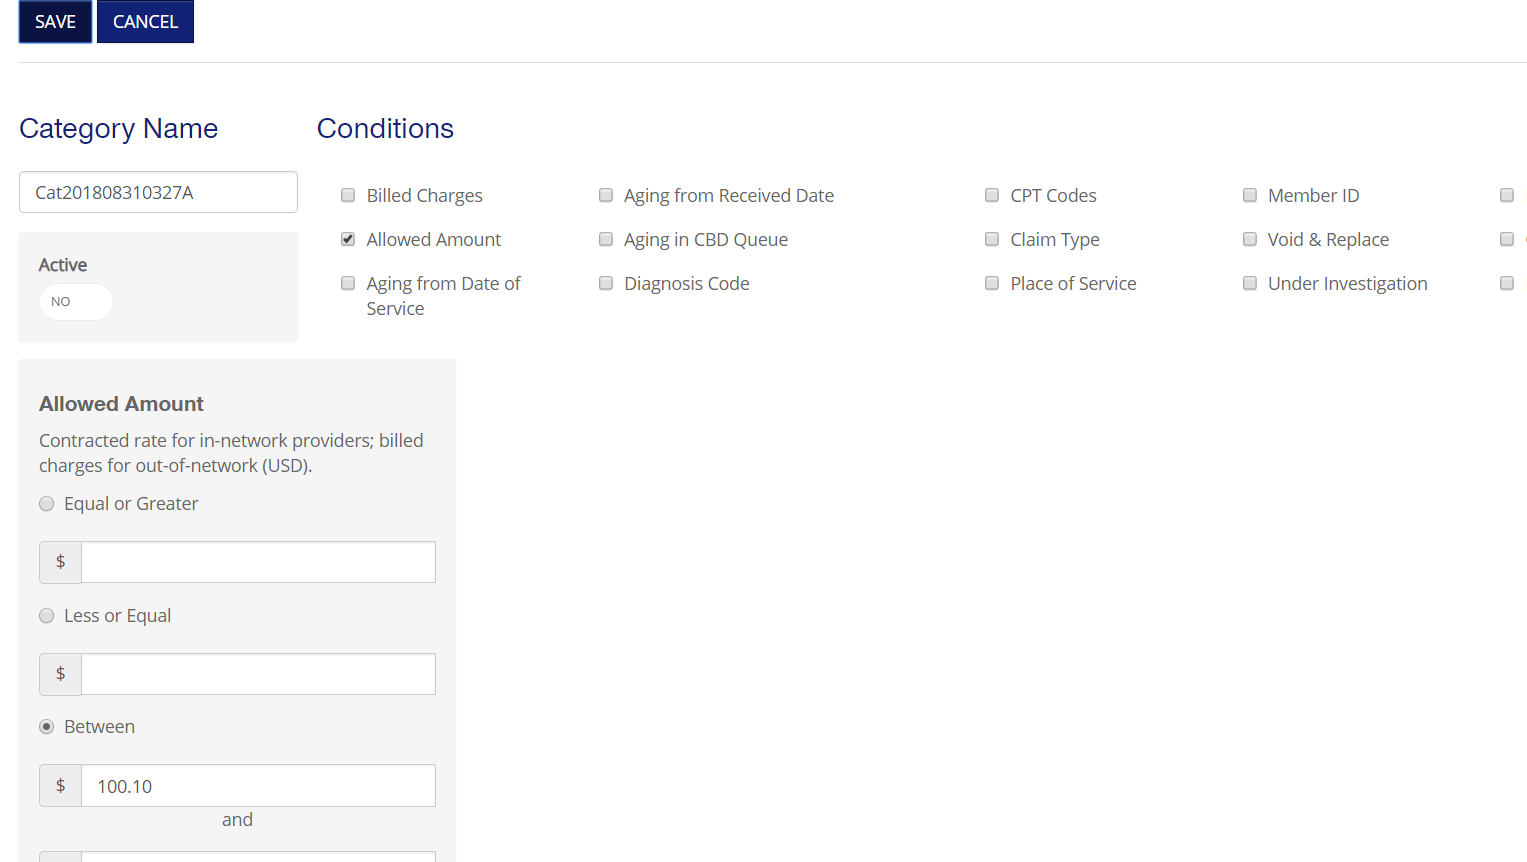 SAVE CANCEL
Category Name Conditions
Cat201808310327A
Billed Charges Aging from Received Date CPT Codes Member ID
Allowed Amount Aging in CBD Queue Claim Type Void & Replace
Aging from Date of Service Diagnosis Code Place of Service Under Investigation
Active
NO
Allowed Amount
Contracted rate for in-network providers; billed
charges for out-of-network (USD).
Equal or Greater
$
Less or Equal
$
Between
$ 100.10
and